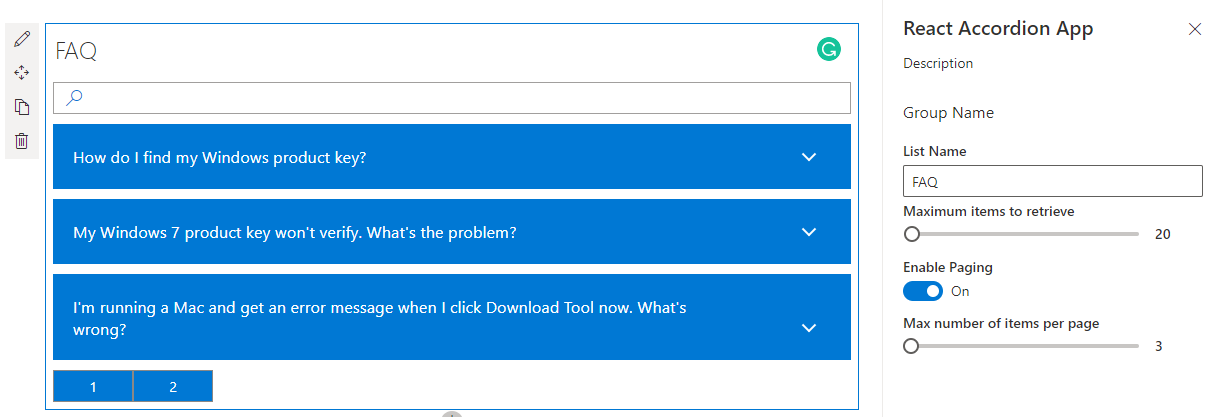 FAQ
How do I find my Windows product key?
My Windows 7 product key won't verify. What's the problem?
I'm running a Mac and get an error message when I click Download Tool now. What's
wrong?
1 2
React Accordion App
Description
Group Name
List Name
FAQ
Maximum items to retrieve
20
Enable Paging
On
Max number of items per page
3